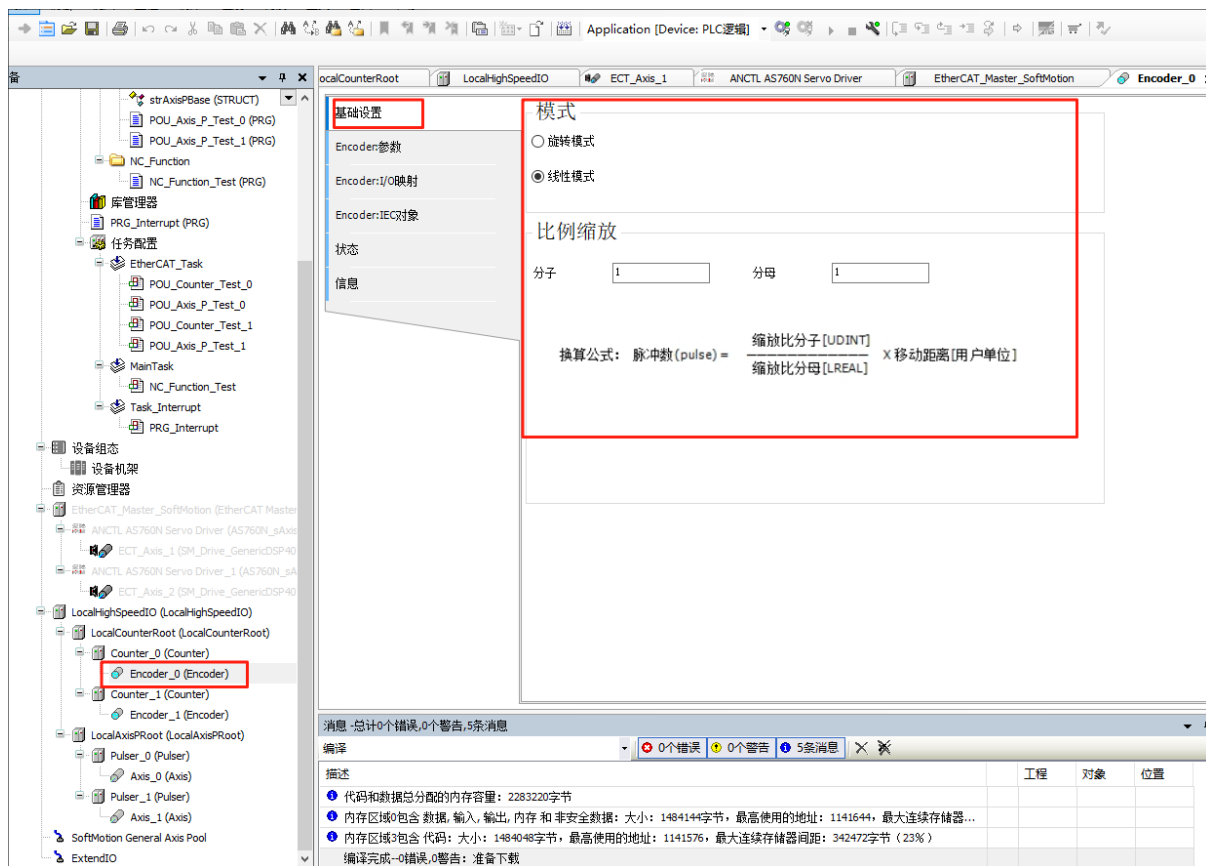 Application [Device: PLC逻辑]
备
ocalCounterRoot
LocalHighSpeedIO
ECT_Axis_1
ANCTL AS760N Servo Driver
EtherCAT_Master_SoftMotion
Encoder_0
strAxisPBase (STRUCT)
POU_Axis_P_Test_0 (PRG)
POU_Axis_P_Test_1 (PRG)
NC_Function
NC_Function_Test (PRG)
库管理器
PRG_Interrupt (PRG)
任务配置
EtherCAT_Task
POU_Counter_Test_0
POU_Axis_P_Test_0
POU_Counter_Test_1
POU_Axis_P_Test_1
MainTask
NC_Function_Test
Task_Interrupt
PRG_Interrupt
设备组态
设备机架
资源管理器
EtherCAT_Master_SoftMotion (EtherCAT Master
ANCTL AS760N Servo Driver (AS760N_sAxis
ECT_Axis_1 (SM_Drive_GenericDSP40
ANCTL AS760N Servo Driver_1 (AS760N_sA
ECT_Axis_2 (SM_Drive_GenericDSP40
LocalHighSpeedIO (LocalHighSpeedIO)
LocalCounterRoot (LocalCounterRoot)
Counter_0 (Counter)
Encoder_0 (Encoder)
Counter_1 (Counter)
Encoder_1 (Encoder)
LocalAxisPRoot (LocalAxisPRoot)
Pulser_0 (Pulser)
Axis_0 (Axis)
Pulser_1 (Pulser)
Axis_1 (Axis)
SoftMotion General Axis Pool
ExtendIO
基础设置
Encoder:参数
Encoder:I/O映射
Encoder:IEC对象
状态
信息
模式
旋转模式
线性模式
比例缩放
分子 1 分母 1
换算公式: 脉冲数(pulse) = 缩放比分子[UDINT]
缩放比分母[LREAL] X 移动距离[用户单位]
消息 -总计0个错误,0个警告,5条消息
编译 0个错误 0个警告 5条消息
描述 工程 对象 位置
代码和数据总分配的内存容量: 2283220字节
内存区域0包含 数据, 输入, 输出, 内存 和 非安全数据: 大小: 1484144字节, 最高使用的地址: 1141644, 最大连续存储器...
内存区域3包含 代码: 大小: 1484048字节, 最高使用的地址: 1141576, 最大连续存储器间距: 342472字节 (23%)
编译完成--0错误,0警告: 准备下载